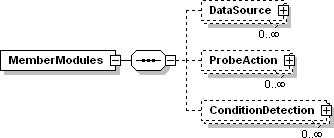 DataSource
0..∞
MemberModules
ProbeAction
0..∞
ConditionDetection
0..∞